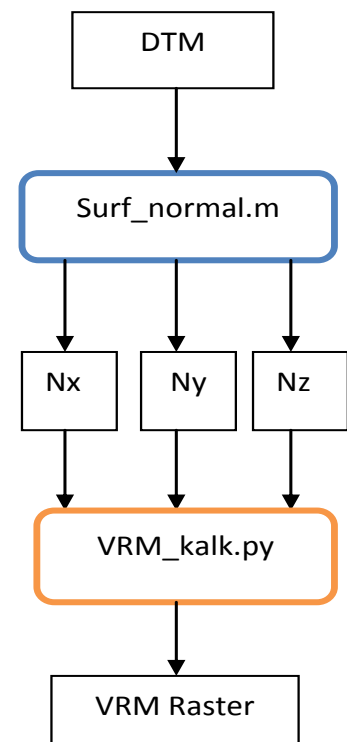 DTM
Surf_normal.m
Nx Ny Nz
VRM_kalk.py
VRM Raster